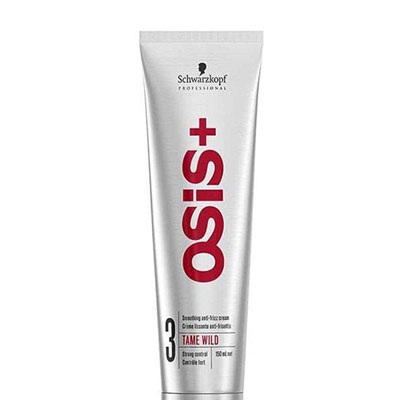 Schwarzkopf
PROFESSIONAL
OSiS+
3
Smoothing anti-frizz cream
Crème lissante anti-frisottis
TAME WILD
Strong control 150 mL net
Contrôle fort